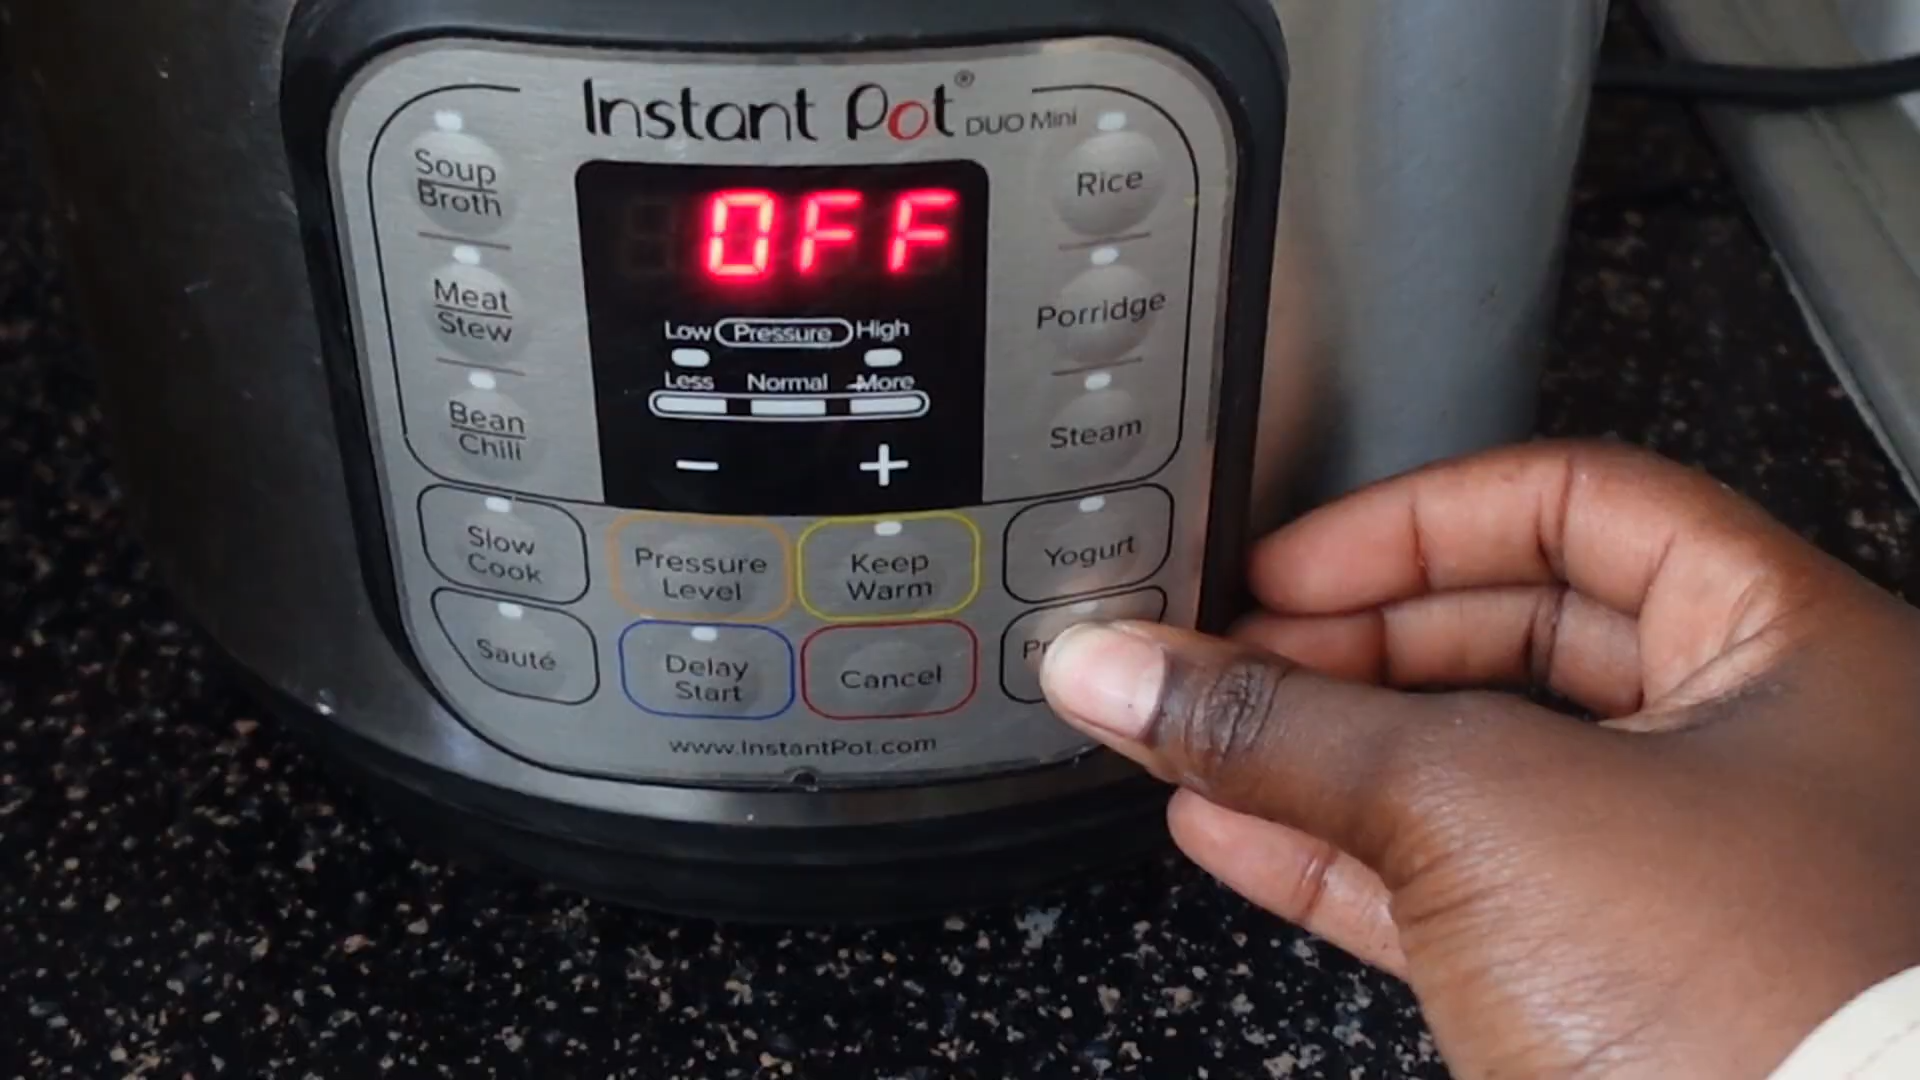 Instant Pot®
DUO Mini
OFF
Soup
Broth
Meat
Stew
Bean
Chili
Low Pressure High
Less Normal More
− +
Rice
Porridge
Steam
Slow
Cook
Pressure
Level
Keep
Warm
Yogurt
Sauté
Delay
Start
Cancel
www.InstantPot.com